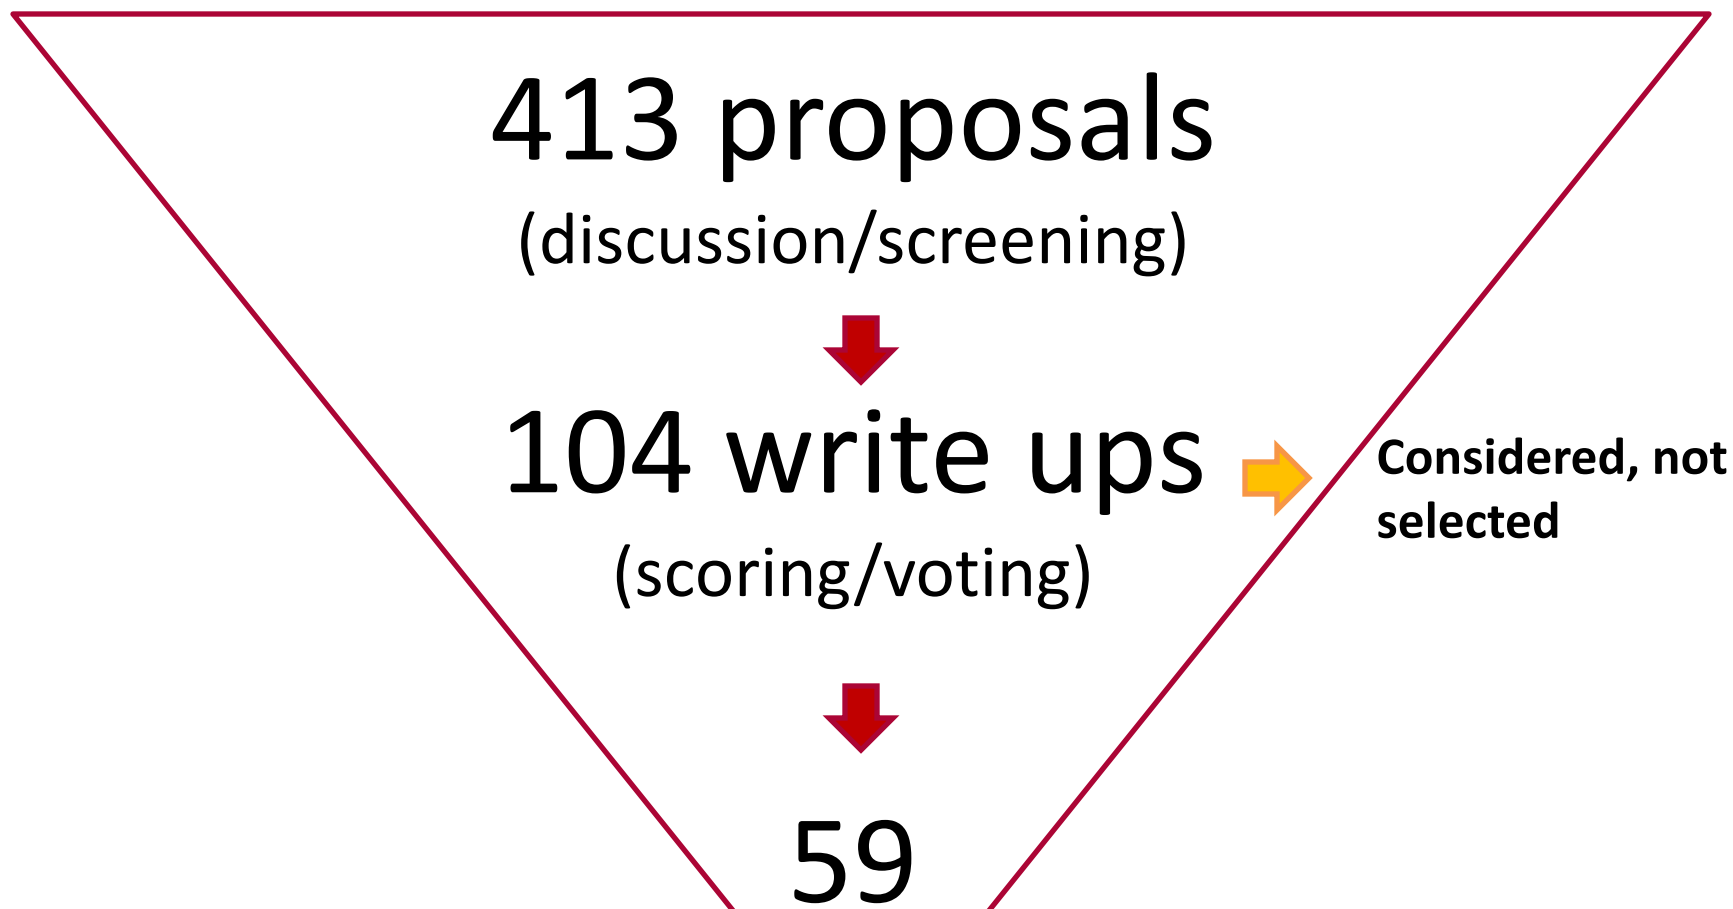 413 proposals
(discussion/screening)
104 write ups
(scoring/voting)
Considered, not
selected
59